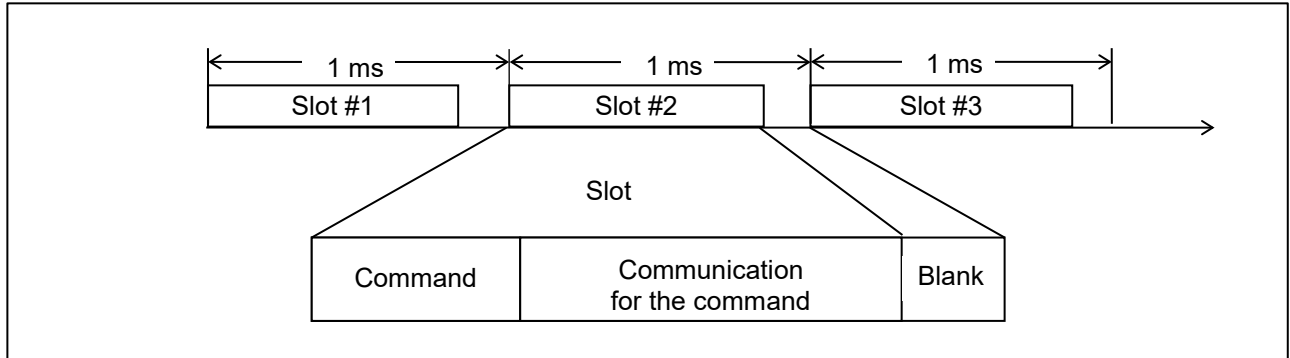 1 ms
1 ms
1 ms
Slot #1
Slot #2
Slot #3
Slot
Command
Communication
for the command
Blank